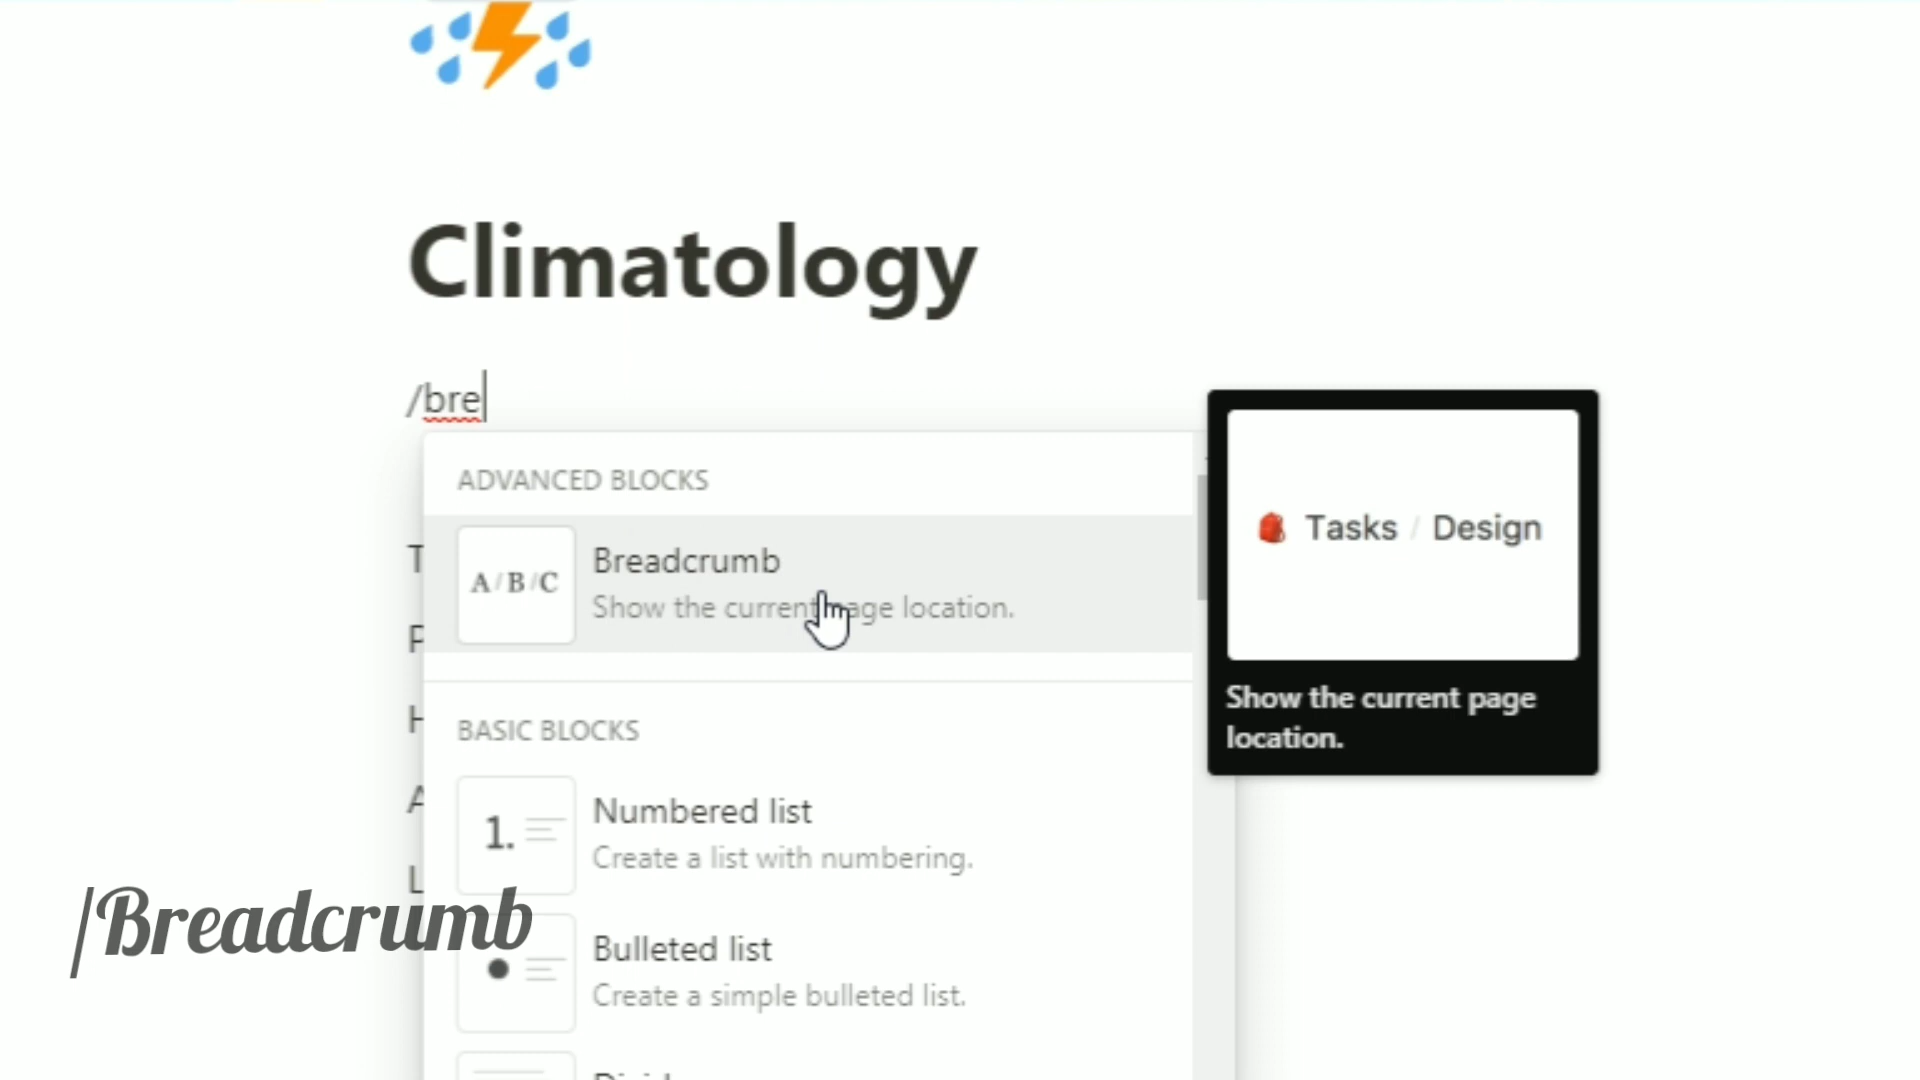 Climatology
/bre
ADVANCED BLOCKS
A/B/C
Breadcrumb
Show the current page location.
Tasks / Design
Show the current page
location.
BASIC BLOCKS
1.
Numbered list
Create a list with numbering.
/Breadcrumb
Bulleted list
Create a simple bulleted list.